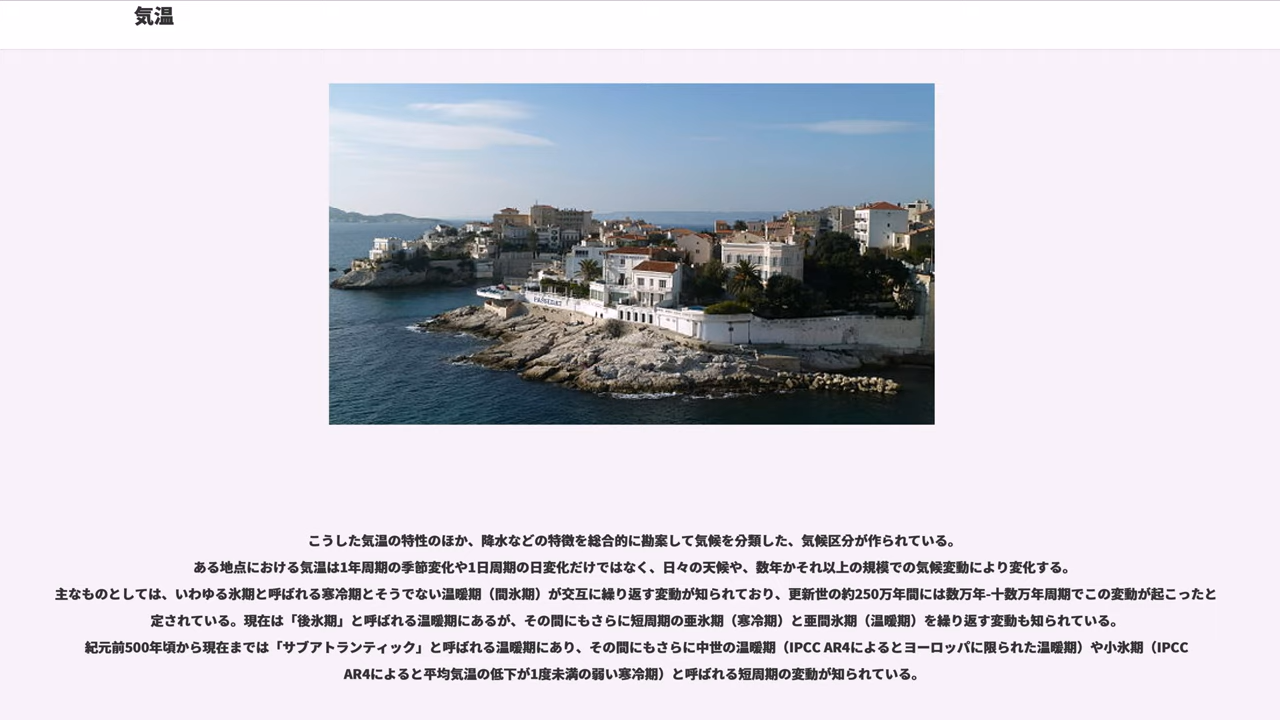 気温
PASSEDAT
こうした気温の特性のほか、降水などの特徴を総合的に勘案して気候を分類した、気候区分が作られている。
ある地点における気温は1年周期の季節変化や1日周期の日変化だけではなく、日々の天候や、数年かそれ以上の規模での気候変動により変化する。
主なものとしては、いわゆる氷期と呼ばれる寒冷期とそうでない温暖期（間氷期）が交互に繰り返す変動が知られており、更新世の約250万年間には数万年-十数万年周期でこの変動が起こったと
定されている。現在は「後氷期」と呼ばれる温暖期にあるが、その間にもさらに短周期の亜氷期（寒冷期）と亜間氷期（温暖期）を繰り返す変動も知られている。
紀元前500年頃から現在までは「サブアトランティック」と呼ばれる温暖期にあり、その間にもさらに中世の温暖期（IPCC AR4によるとヨーロッパに限られた温暖期）や小氷期（IPCC
AR4によると平均気温の低下が1度未満の弱い寒冷期）と呼ばれる短周期の変動が知られている。